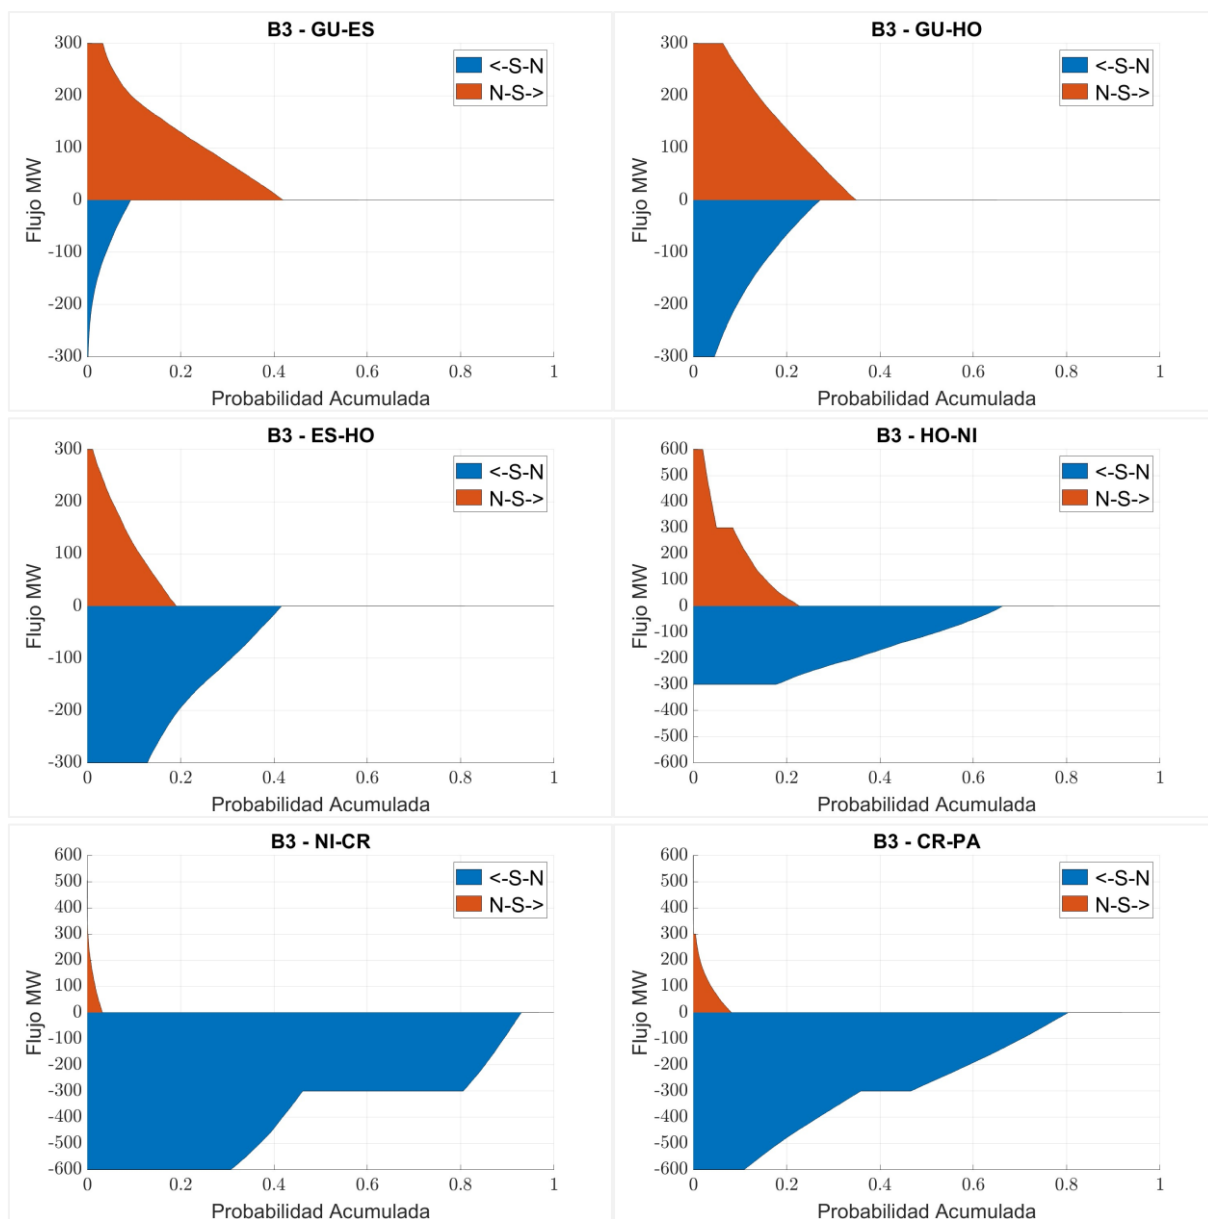 B3 - GU-ES
300
200
100
0
-100
-200
-300
Flujo MW
<-S-N
N-S->
0 0.2 0.4 0.6 0.8 1
Probabilidad Acumulada
B3 - GU-HO
300
200
100
0
-100
-200
-300
Flujo MW
<-S-N
N-S->
0 0.2 0.4 0.6 0.8 1
Probabilidad Acumulada
B3 - ES-HO
300
200
100
0
-100
-200
-300
Flujo MW
<-S-N
N-S->
0 0.2 0.4 0.6 0.8 1
Probabilidad Acumulada
B3 - HO-NI
600
500
400
300
200
100
0
-100
-200
-300
-400
-500
-600
Flujo MW
<-S-N
N-S->
0 0.2 0.4 0.6 0.8 1
Probabilidad Acumulada
B3 - NI-CR
600
500
400
300
200
100
0
-100
-200
-300
-400
-500
-600
Flujo MW
<-S-N
N-S->
0 0.2 0.4 0.6 0.8 1
Probabilidad Acumulada
B3 - CR-PA
600
500
400
300
200
100
0
-100
-200
-300
-400
-500
-600
Flujo MW
<-S-N
N-S->
0 0.2 0.4 0.6 0.8 1
Probabilidad Acumulada